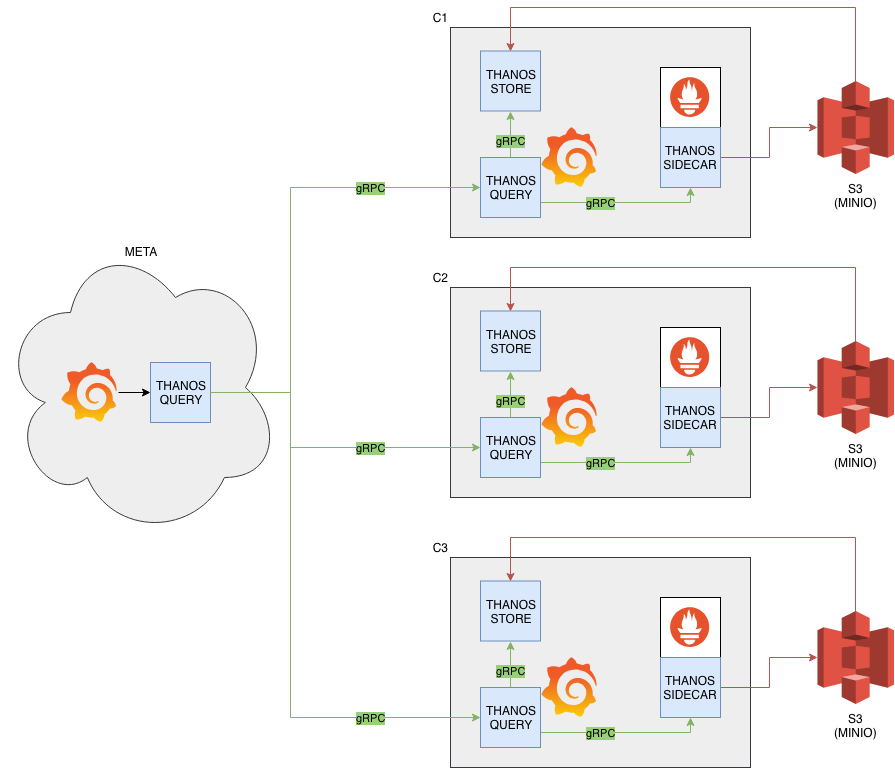 C1
THANOS
STORE
gRPC
THANOS
QUERY
gRPC
THANOS
SIDECAR
S3
(MINIO)
gRPC
META
THANOS
QUERY
C2
THANOS
STORE
gRPC
THANOS
QUERY
gRPC
THANOS
SIDECAR
S3
(MINIO)
gRPC
C3
THANOS
STORE
gRPC
THANOS
QUERY
gRPC
THANOS
SIDECAR
S3
(MINIO)
gRPC